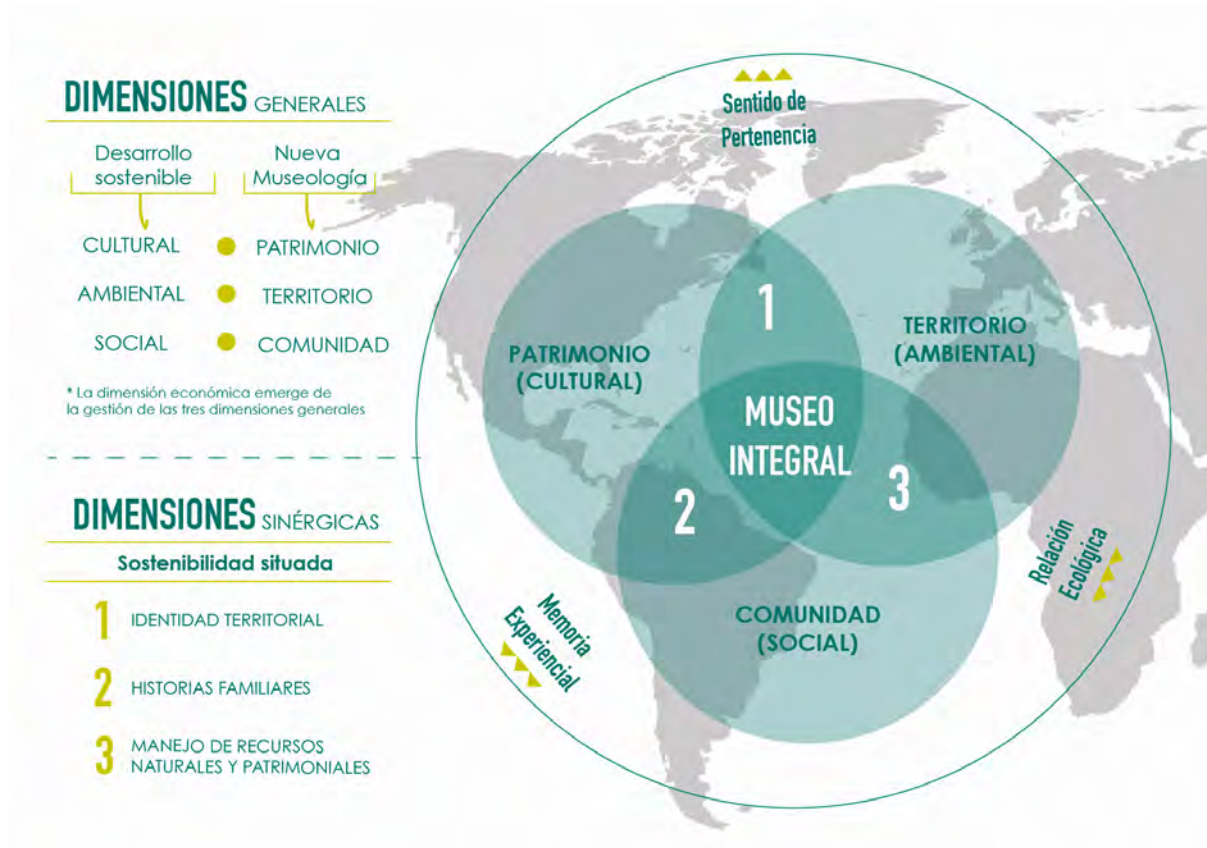 DIMENSIONES GENERALES
Desarrollo
sostenible
Nueva
Museología
CULTURAL
PATRIMONIO
AMBIENTAL
TERRITORIO
SOCIAL
COMUNIDAD
* La dimensión económica emerge de
la gestión de las tres dimensiones generales
DIMENSIONES SINÉRGICAS
Sostenibilidad situada
1 IDENTIDAD TERRITORIAL
2 HISTORIAS FAMILIARES
3 MANEJO DE RECURSOS
NATURALES Y PATRIMONIALES
Sentido de
Pertenencia
1
PATRIMONIO
(CULTURAL)
TERRITORIO
(AMBIENTAL)
MUSEO
INTEGRAL
2
3
COMUNIDAD
(SOCIAL)
Memoria
Experiencial
Relación
Ecológica